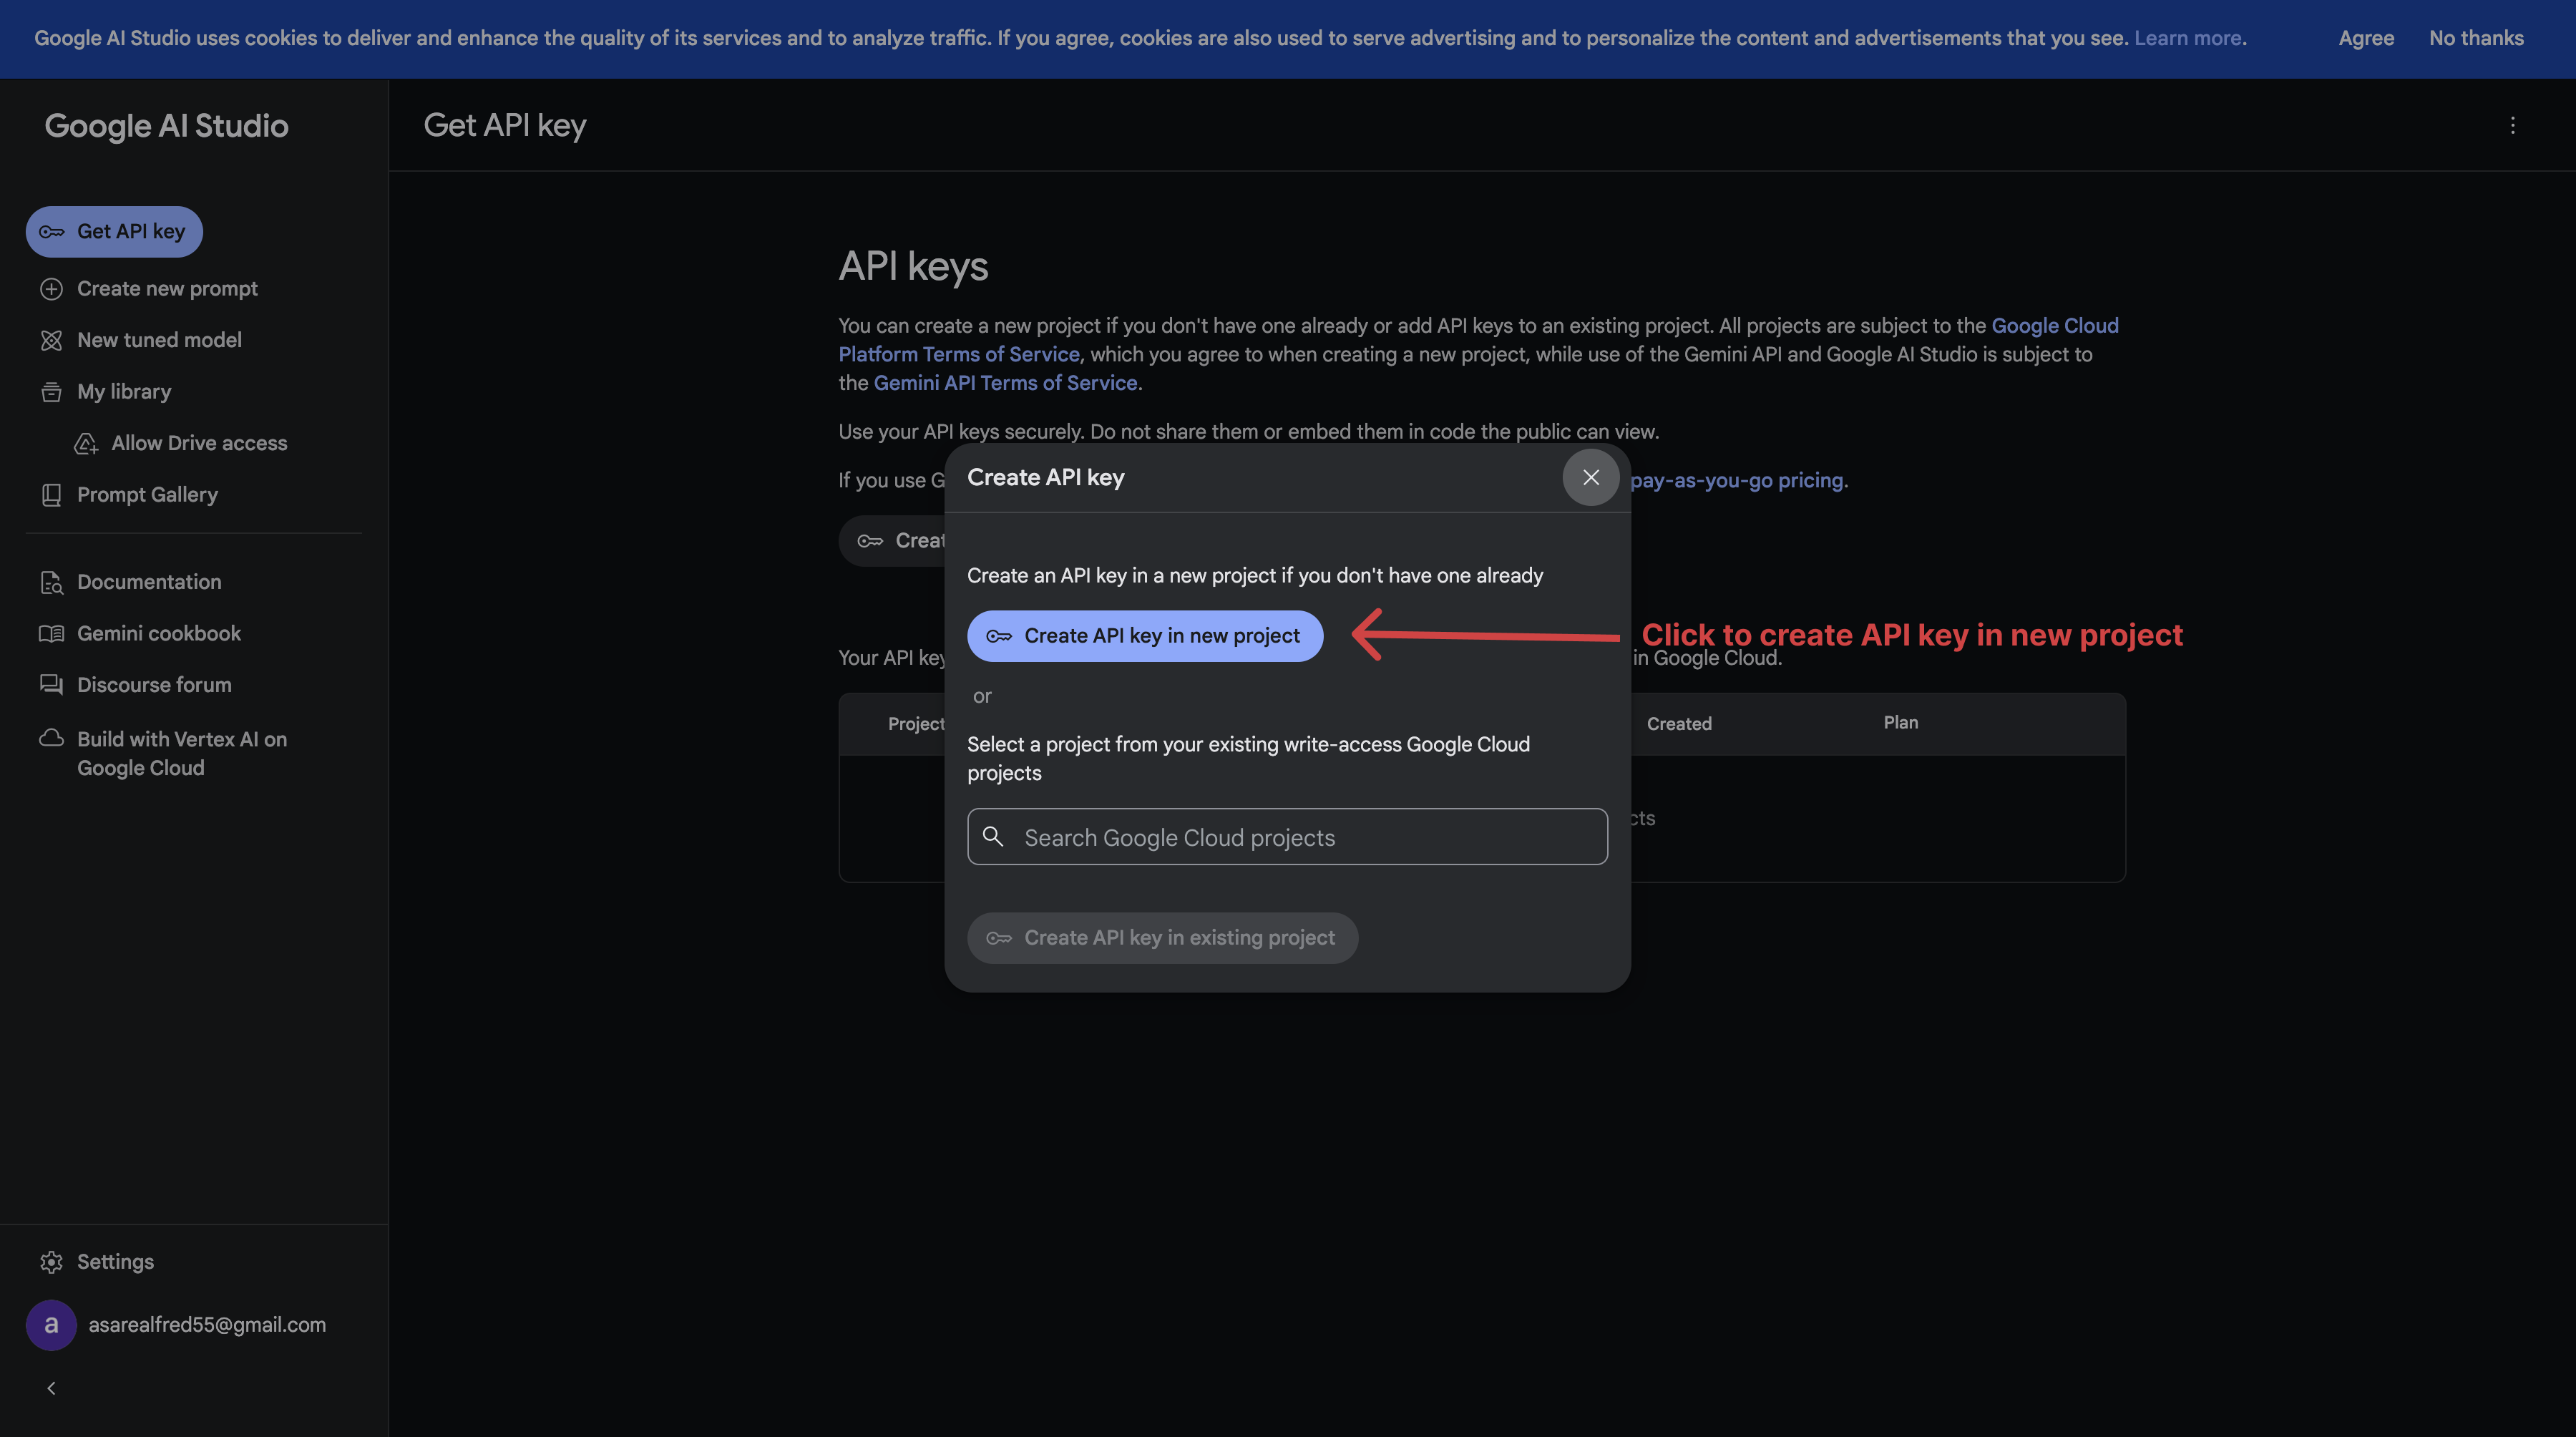 Google AI Studio uses cookies to deliver and enhance the quality of its services and to analyze traffic. If you agree, cookies are also used to serve advertising and to personalize the content and advertisements that you see. Learn more.
Agree
No thanks
Google AI Studio
Get API key
Create new prompt
New tuned model
My library
Allow Drive access
Prompt Gallery
Documentation
Gemini cookbook
Discourse forum
Build with Vertex AI on
Google Cloud
Settings
a
asarealfred55@gmail.com
Get API key
API keys
You can create a new project if you don't have one already or add API keys to an existing project. All projects are subject to the Google Cloud
Platform Terms of Service, which you agree to when creating a new project, while use of the Gemini API and Google AI Studio is subject to
the Gemini API Terms of Service.
Use your API keys securely. Do not share them or embed them in code the public can view.
If you use G
pay-as-you-go pricing.
Creat
Your API key
in Google Cloud.
Project
Created
Plan
cts
Create API key
Create an API key in a new project if you don't have one already
Create API key in new project
Click to create API key in new project
or
Select a project from your existing write-access Google Cloud
projects
Search Google Cloud projects
Create API key in existing project